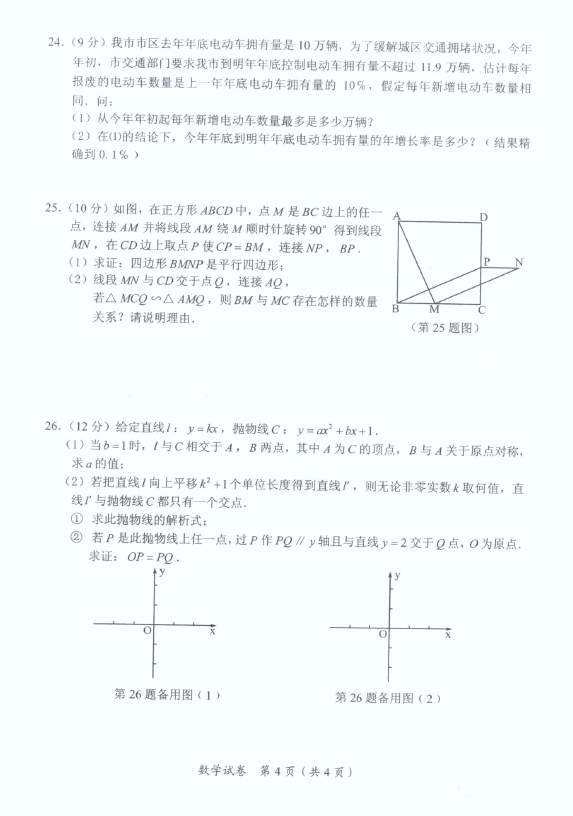 24.（9 分）我市市区去年年底电动车拥有量是 10 万辆，为了缓解城区交通拥堵状况，今年
年初，市交通部门要求我市到明年年底控制电动车拥有量不超过 11.9 万辆，估计每年
报废的电动车数量是上一年年底电动车拥有量的 10％，假定每年新增电动车数量相
同．问：
（1）从今年年初起每年新增电动车数量最多是多少万辆？
（2）在(1)的结论下，今年年底到明年年底电动车拥有量的年增长率是多少？（结果精
确到 0.1％）
25.（10 分）如图，在正方形 ABCD 中，点 M 是 BC 边上的任一
点，连接 AM 并将线段 AM 绕 M 顺时针旋转 90° 得到线段
MN，在 CD 边上取点 P 使 CP = BM，连接 NP，BP．
（1）求证：四边形 BMNP 是平行四边形；
（2）线段 MN 与 CD 交于点 Q，连接 AQ，
若△ MCQ ∽△ AMQ，则 BM 与 MC 存在怎样的数量
关系？请说明理由．
A
D
P
N
B
M
C
（第 25 题图）
26.（12 分）给定直线 l：y = kx，抛物线 C：y = ax² + bx + 1．
（1）当 b = 1 时，l 与 C 相交于 A，B 两点，其中 A 为 C 的顶点，B 与 A 关于原点对称，
求 a 的值；
（2）若把直线 l 向上平移 k² + 1 个单位长度得到直线 l′，则无论非零实数 k 取何值，直
线 l′ 与抛物线 C 都只有一个交点．
① 求此抛物线的解析式；
② 若 P 是此抛物线上任一点，过 P 作 PQ∥y 轴且与直线 y = 2 交于 Q 点，O 为原点．
求证：OP = PQ．
y
O
x
y
O
x
第 26 题备用图（1）
第 26 题备用图（2）
数学试卷 第 4 页（共 4 页）